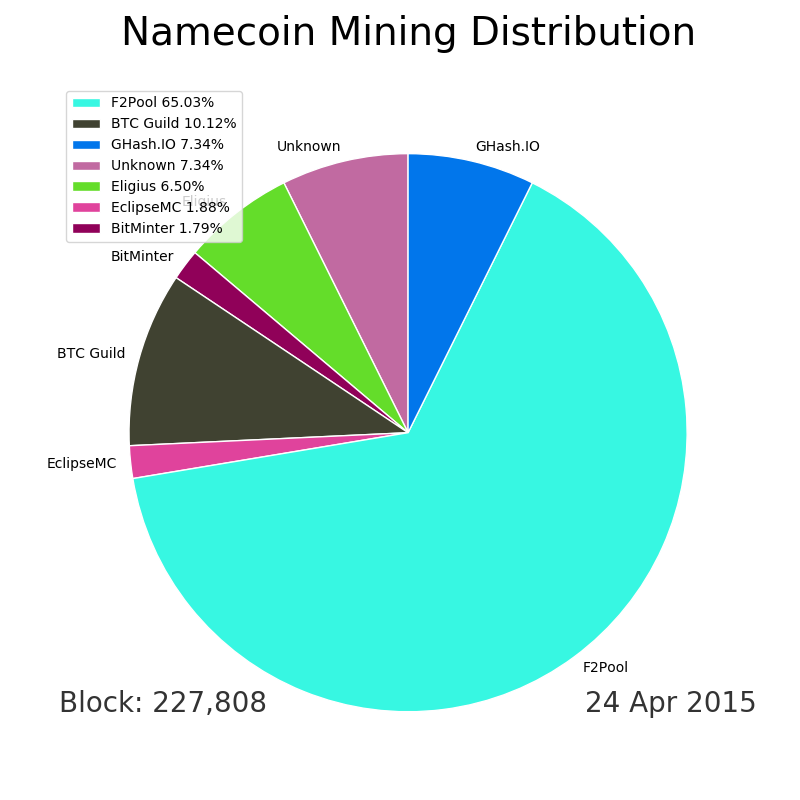 Namecoin Mining Distribution
F2Pool 65.03%
BTC Guild 10.12%
GHash.IO 7.34%
Unknown 7.34%
Eligius 6.50%
EclipseMC 1.88%
BitMinter 1.79%
Unknown
GHash.IO
Eligius
BitMinter
BTC Guild
EclipseMC
F2Pool
Block: 227,808
24 Apr 2015